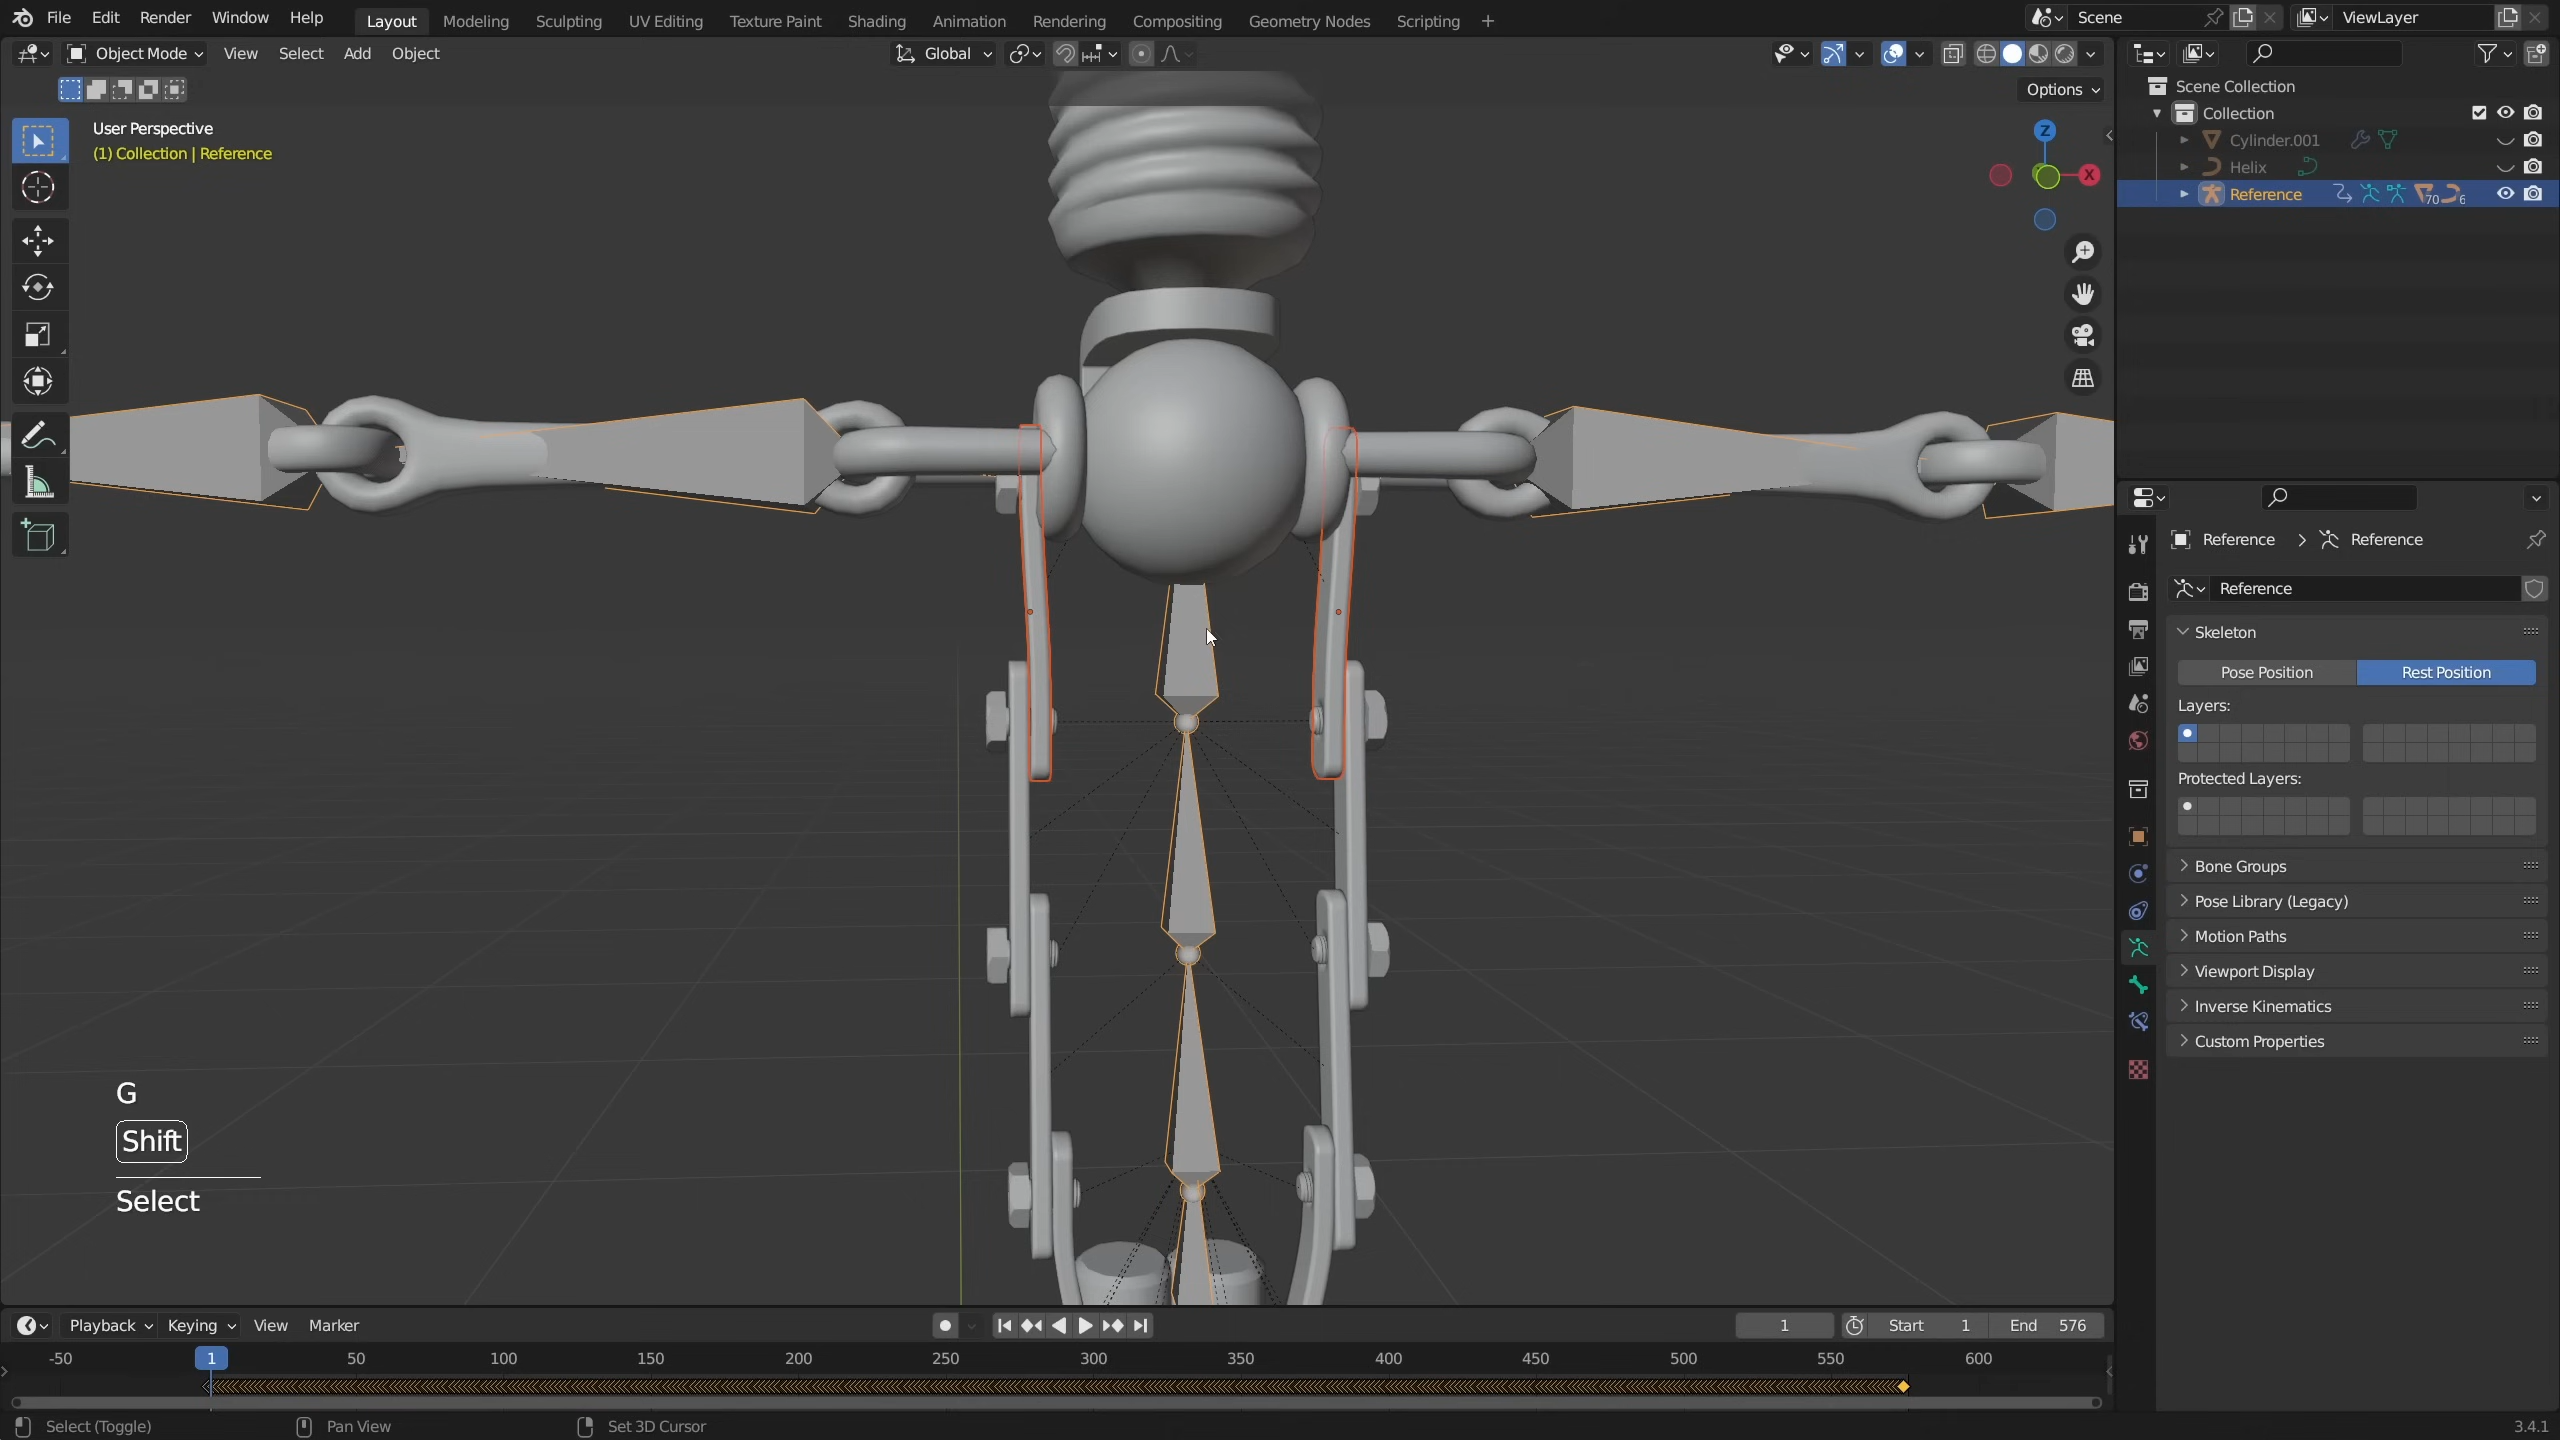 File Edit Render Window Help Layout Modeling Sculpting UV Editing Texture Paint Shading Animation Rendering Compositing Geometry Nodes Scripting + Scene ViewLayer
Object Mode View Select Add Object Global
Options
User Perspective
(1) Collection | Reference
Z
X
Scene Collection
Collection
Cylinder.001
Helix
Reference 70 6
Reference > Reference
Reference
Skeleton
Pose Position Rest Position
Layers:
Protected Layers:
Bone Groups
Pose Library (Legacy)
Motion Paths
Viewport Display
Inverse Kinematics
Custom Properties
G
Shift
Select
Playback Keying View Marker 1 Start 1 End 576
-50 1 50 100 150 200 250 300 350 400 450 500 550 600
Select (Toggle) Pan View Set 3D Cursor 3.4.1